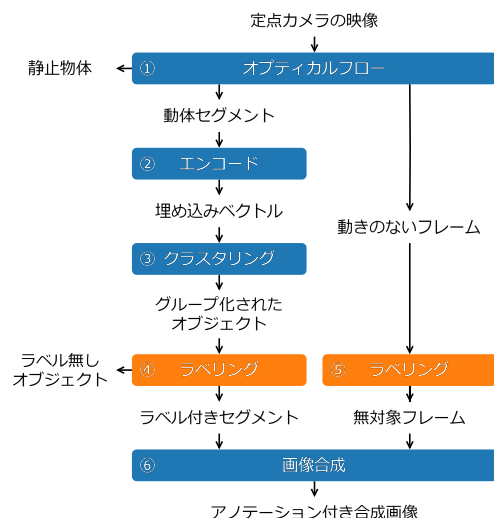 定点カメラの映像
静止物体
① オプティカルフロー
動体セグメント
② エンコード
埋め込みベクトル
動きのないフレーム
③ クラスタリング
グループ化された
オブジェクト
ラベル無し
オブジェクト
④ ラベリング
⑤ ラベリング
ラベル付きセグメント
無対象フレーム
⑥ 画像合成
アノテーション付き合成画像